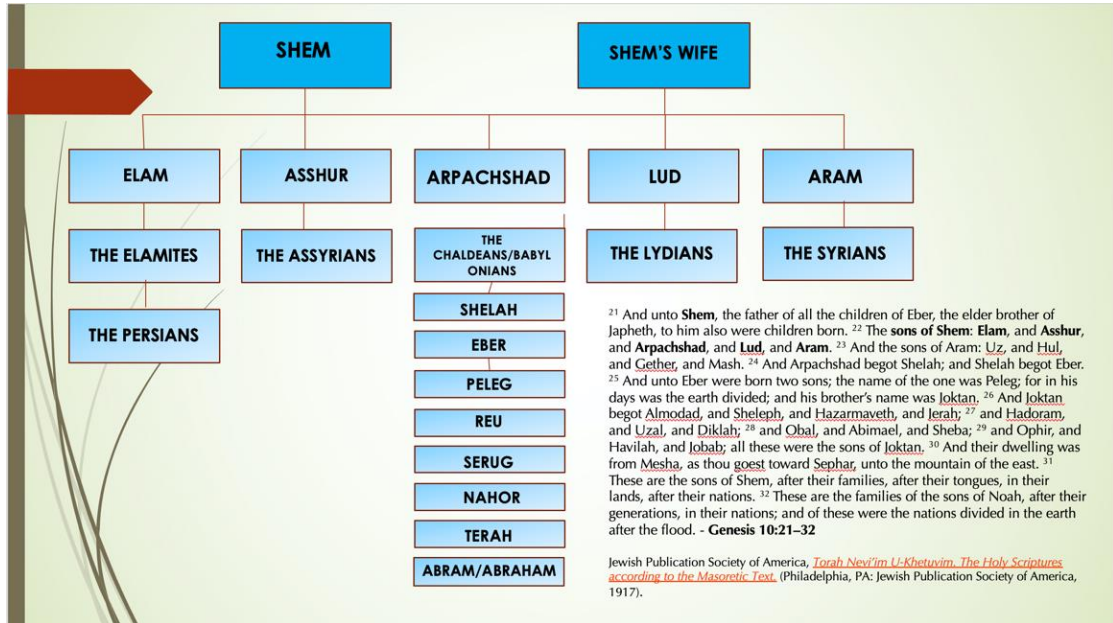 SHEM
SHEM'S WIFE
ELAM
ASSHUR
ARPACHSHAD
LUD
ARAM
THE ELAMITES
THE ASSYRIANS
THE
CHALDEANS/BABYL
ONIANS
THE LYDIANS
THE SYRIANS
THE PERSIANS
SHELAH
EBER
PELEG
REU
SERUG
NAHOR
TERAH
ABRAM/ABRAHAM
21 And unto Shem, the father of all the children of Eber, the elder brother of
Japheth, to him also were children born. 22 The sons of Shem: Elam, and Asshur,
and Arpachshad, and Lud, and Aram. 23 And the sons of Aram: Uz, and Hul,
and Gether, and Mash. 24 And Arpachshad begot Shelah; and Shelah begot Eber.
25 And unto Eber were born two sons; the name of the one was Peleg; for in his
days was the earth divided; and his brother's name was Joktan. 26 And Joktan
begot Almodad, and Sheleph, and Hazarmaveth, and Jerah; 27 and Hadoram,
and Uzal, and Diklah; 28 and Obal, and Abimael, and Sheba; 29 and Ophir, and
Havilah, and Jobab; all these were the sons of Joktan. 30 And their dwelling was
from Mesha, as thou goest toward Sephar, unto the mountain of the east. 31
These are the sons of Shem, after their families, after their tongues, in their
lands, after their nations. 32 These are the families of the sons of Noah, after their
generations, in their nations; and of these were the nations divided in the earth
after the flood. - Genesis 10:21–32
Jewish Publication Society of America, Torah Nevi'im U-Khetuvim. The Holy Scriptures
according to the Masoretic Text. (Philadelphia, PA: Jewish Publication Society of America,
1917).